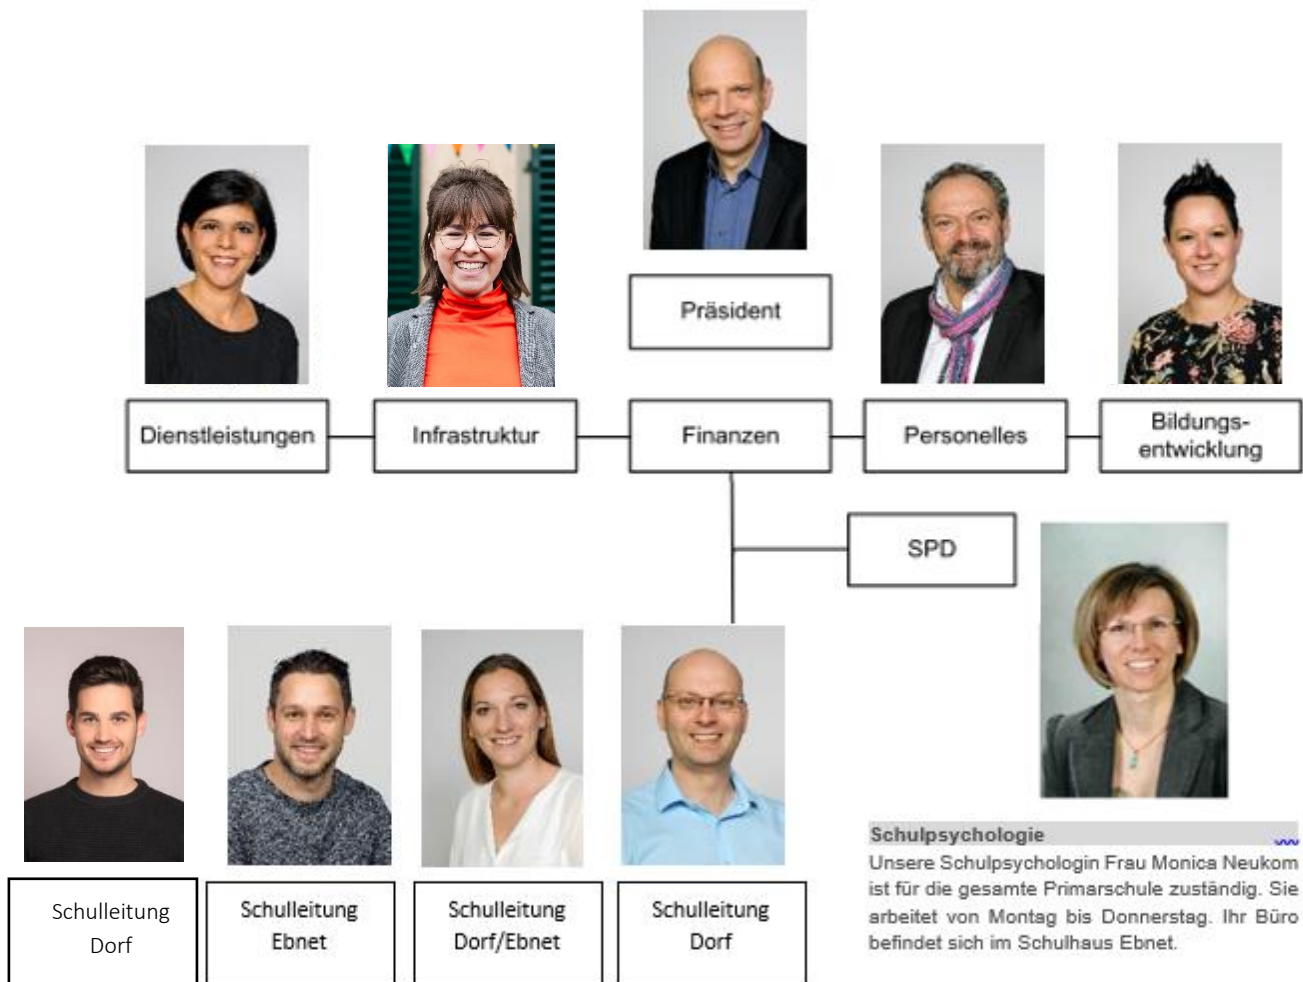 Präsident
Dienstleistungen
Infrastruktur
Finanzen
Personelles
Bildungs-
entwicklung
SPD
Schulleitung
Dorf
Schulleitung
Ebnet
Schulleitung
Dorf/Ebnet
Schulleitung
Dorf
Schulpsychologie
Unsere Schulpsychologin Frau Monica Neukom
ist für die gesamte Primarschule zuständig. Sie
arbeitet von Montag bis Donnerstag. Ihr Büro
befindet sich im Schulhaus Ebnet.